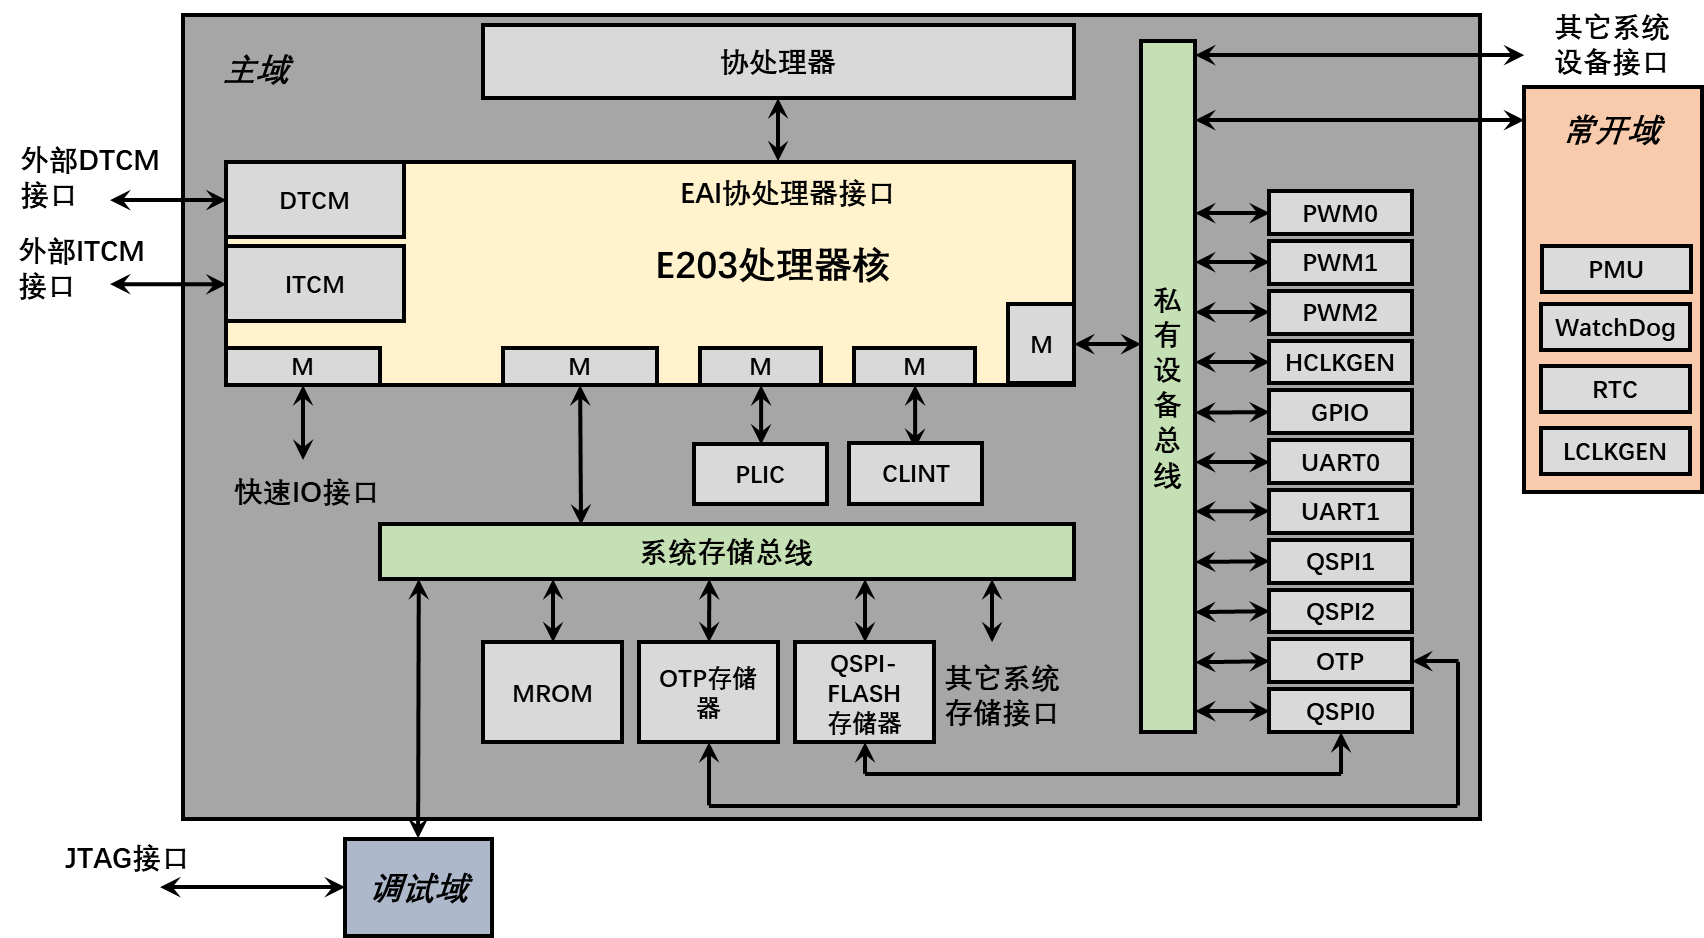 主域
协处理器
其它系统
设备接口
常开域
外部DTCM
接口
DTCM
EAI协处理器接口
外部ITCM
接口
ITCM
E203处理器核
M
M
M
M
M
快速IO接口
PLIC
CLINT
私
有
设
备
总
线
PWM0
PWM1
PWM2
HCLKGEN
GPIO
UART0
UART1
QSPI1
QSPI2
OTP
QSPI0
PMU
WatchDog
RTC
LCLKGEN
系统存储总线
MROM
OTP存储
器
QSPI-
FLASH
存储器
其它系统
存储接口
JTAG接口
调试域